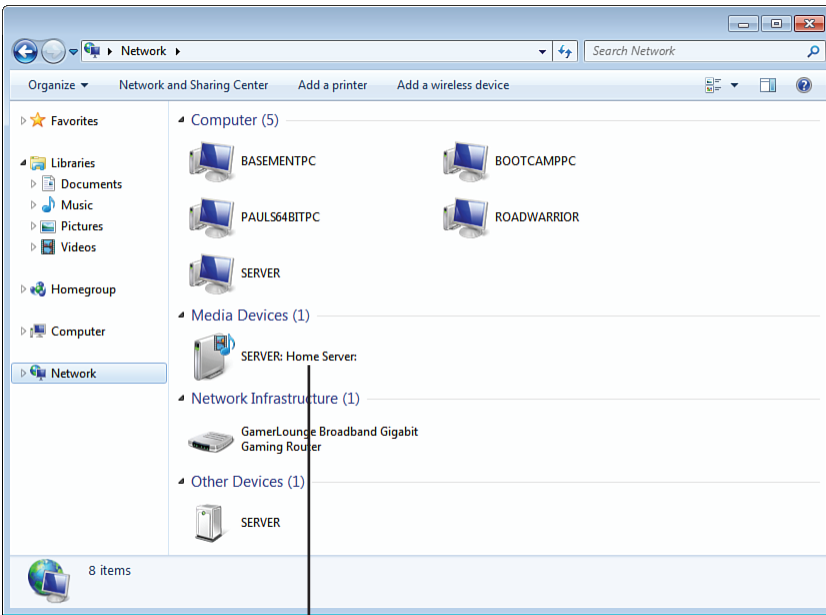 Network
Search Network
Organize
Network and Sharing Center
Add a printer
Add a wireless device
Favorites
Libraries
Documents
Music
Pictures
Videos
Homegroup
Computer
Network
Computer (5)
BASEMENTPC
BOOTCAMPPC
PAULS64BITPC
ROADWARRIOR
SERVER
Media Devices (1)
SERVER: Home Server:
Network Infrastructure (1)
GamerLounge Broadband Gigabit
Gaming Router
Other Devices (1)
SERVER
8 items